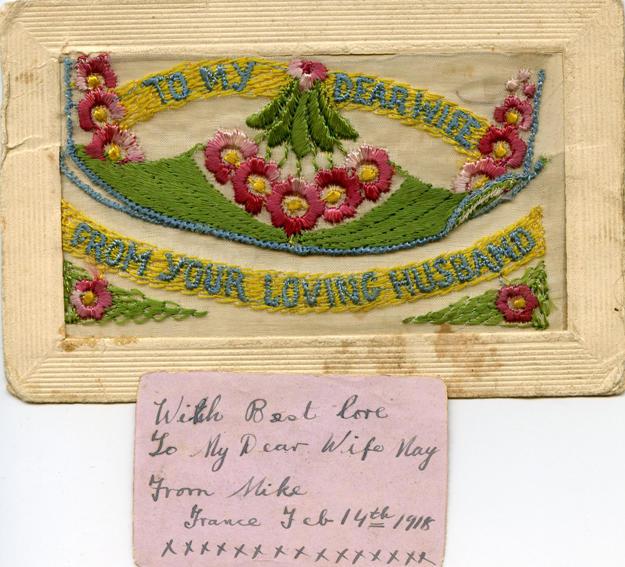 TO MY DEAR WIFE
FROM YOUR LOVING HUSBAND
With Best love
To My Dear Wife May
From Mike
France Feb 14th 1918
x x x x x x x x x x x x x x x